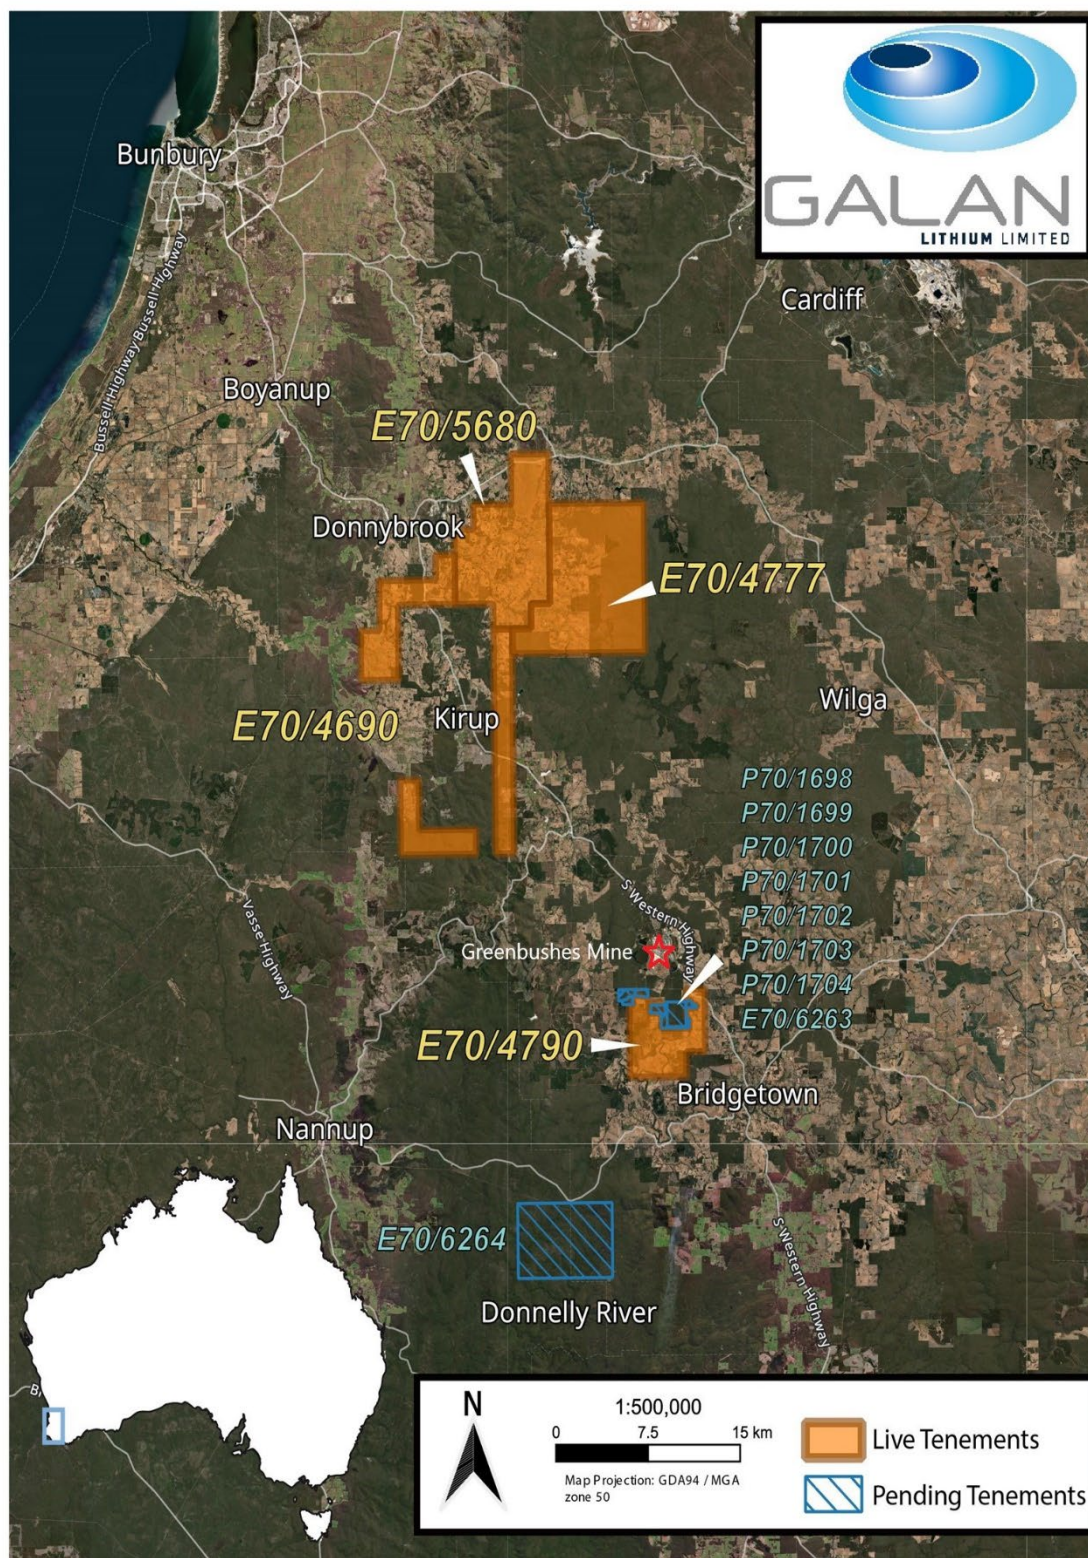 GALAN
LITHIUM LIMITED
Bunbury
Cardiff
Bussell Highway Bussell Highway
Boyanup
E70/5680
Donnybrook
E70/4777
Wilga
E70/4690
Kirup
P70/1698
P70/1699
P70/1700
P70/1701
P70/1702
P70/1703
P70/1704
E70/6263
S Western Highway
Vasse Highway
Greenbushes Mine
E70/4790
Bridgetown
Nannup
E70/6264
S Western Highway
Donnelly River
N
1:500,000
0 7.5 15 km
Map Projection: GDA94 / MGA
zone 50
Live Tenements
Pending Tenements